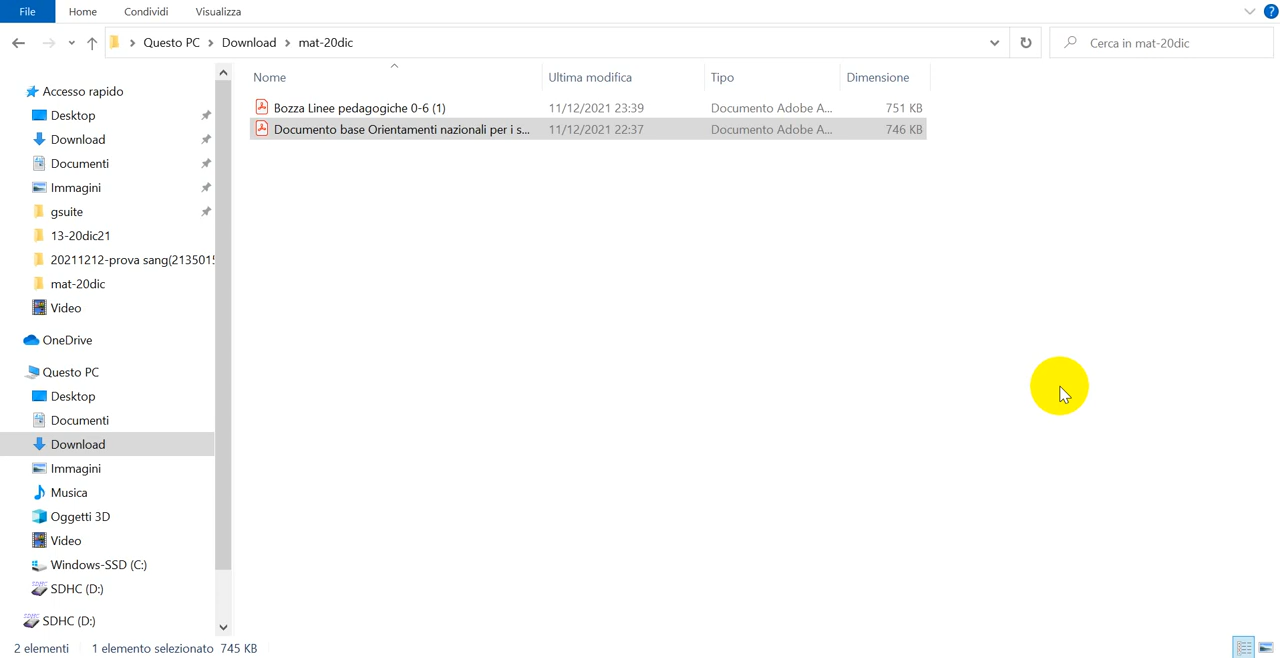 File Home Condividi Visualizza
Questo PC Download mat-20dic Cerca in mat-20dic
Nome Ultima modifica Tipo Dimensione
Bozza Linee pedagogiche 0-6 (1) 11/12/2021 23:39 Documento Adobe A... 751 KB
Documento base Orientamenti nazionali per i s... 11/12/2021 22:37 Documento Adobe A... 746 KB
Accesso rapido
Desktop
Download
Documenti
Immagini
gsuite
13-20dic21
20211212-prova sang(2135015
mat-20dic
Video
OneDrive
Questo PC
Desktop
Documenti
Download
Immagini
Musica
Oggetti 3D
Video
Windows-SSD (C:)
SDHC (D:)
SDHC (D:)
2 elementi 1 elemento selezionato 745 KB